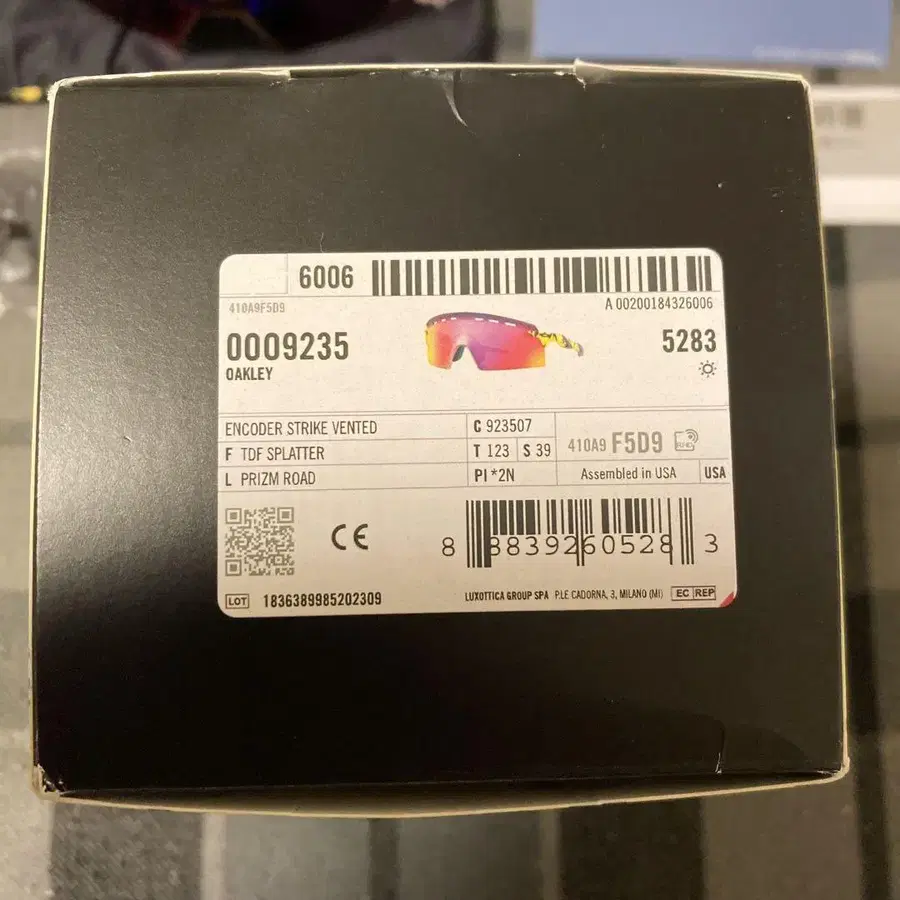 6006
410A9F5D9
A 00200184326006
0009235
5283
OAKLEY
ENCODER STRIKE VENTED
C 923507
F TDF SPLATTER
T 123
S 39
410A9 F5D9
L PRIZM ROAD
PI *2N
Assembled in USA
USA
CE
8 88392605283 3
LOT
1836389985202309
LUXOTTICA GROUP SPA P.LE CADORNA, 3, MILANO (MI)
EC REP